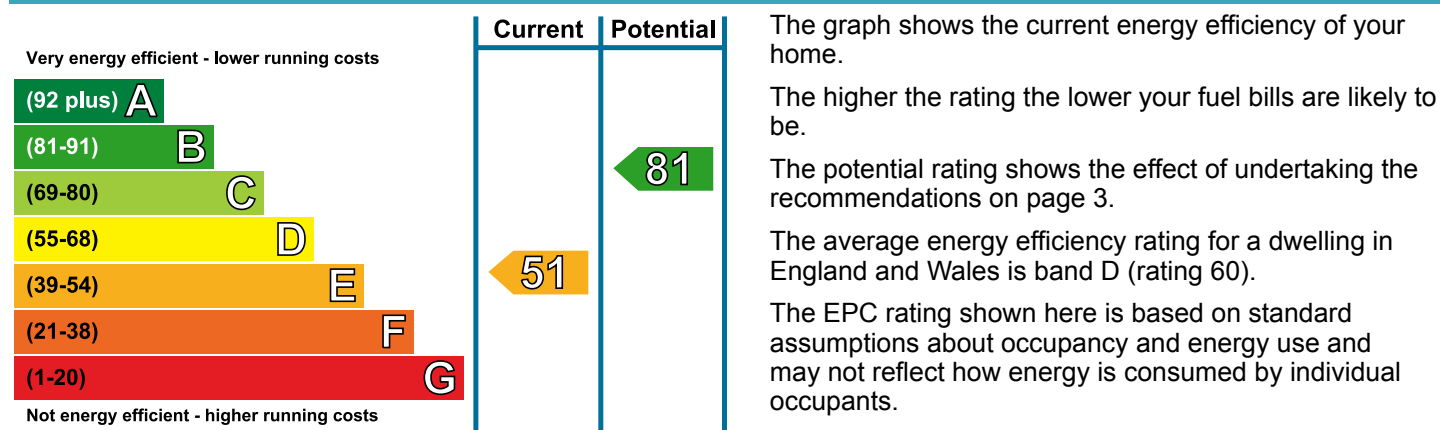 Current Potential
Very energy efficient - lower running costs
(92 plus) A
(81-91) B
(69-80) C
(55-68) D
(39-54) E
(21-38) F
(1-20) G
Not energy efficient - higher running costs
51
81
The graph shows the current energy efficiency of your
home.
The higher the rating the lower your fuel bills are likely to
be.
The potential rating shows the effect of undertaking the
recommendations on page 3.
The average energy efficiency rating for a dwelling in
England and Wales is band D (rating 60).
The EPC rating shown here is based on standard
assumptions about occupancy and energy use and
may not reflect how energy is consumed by individual
occupants.